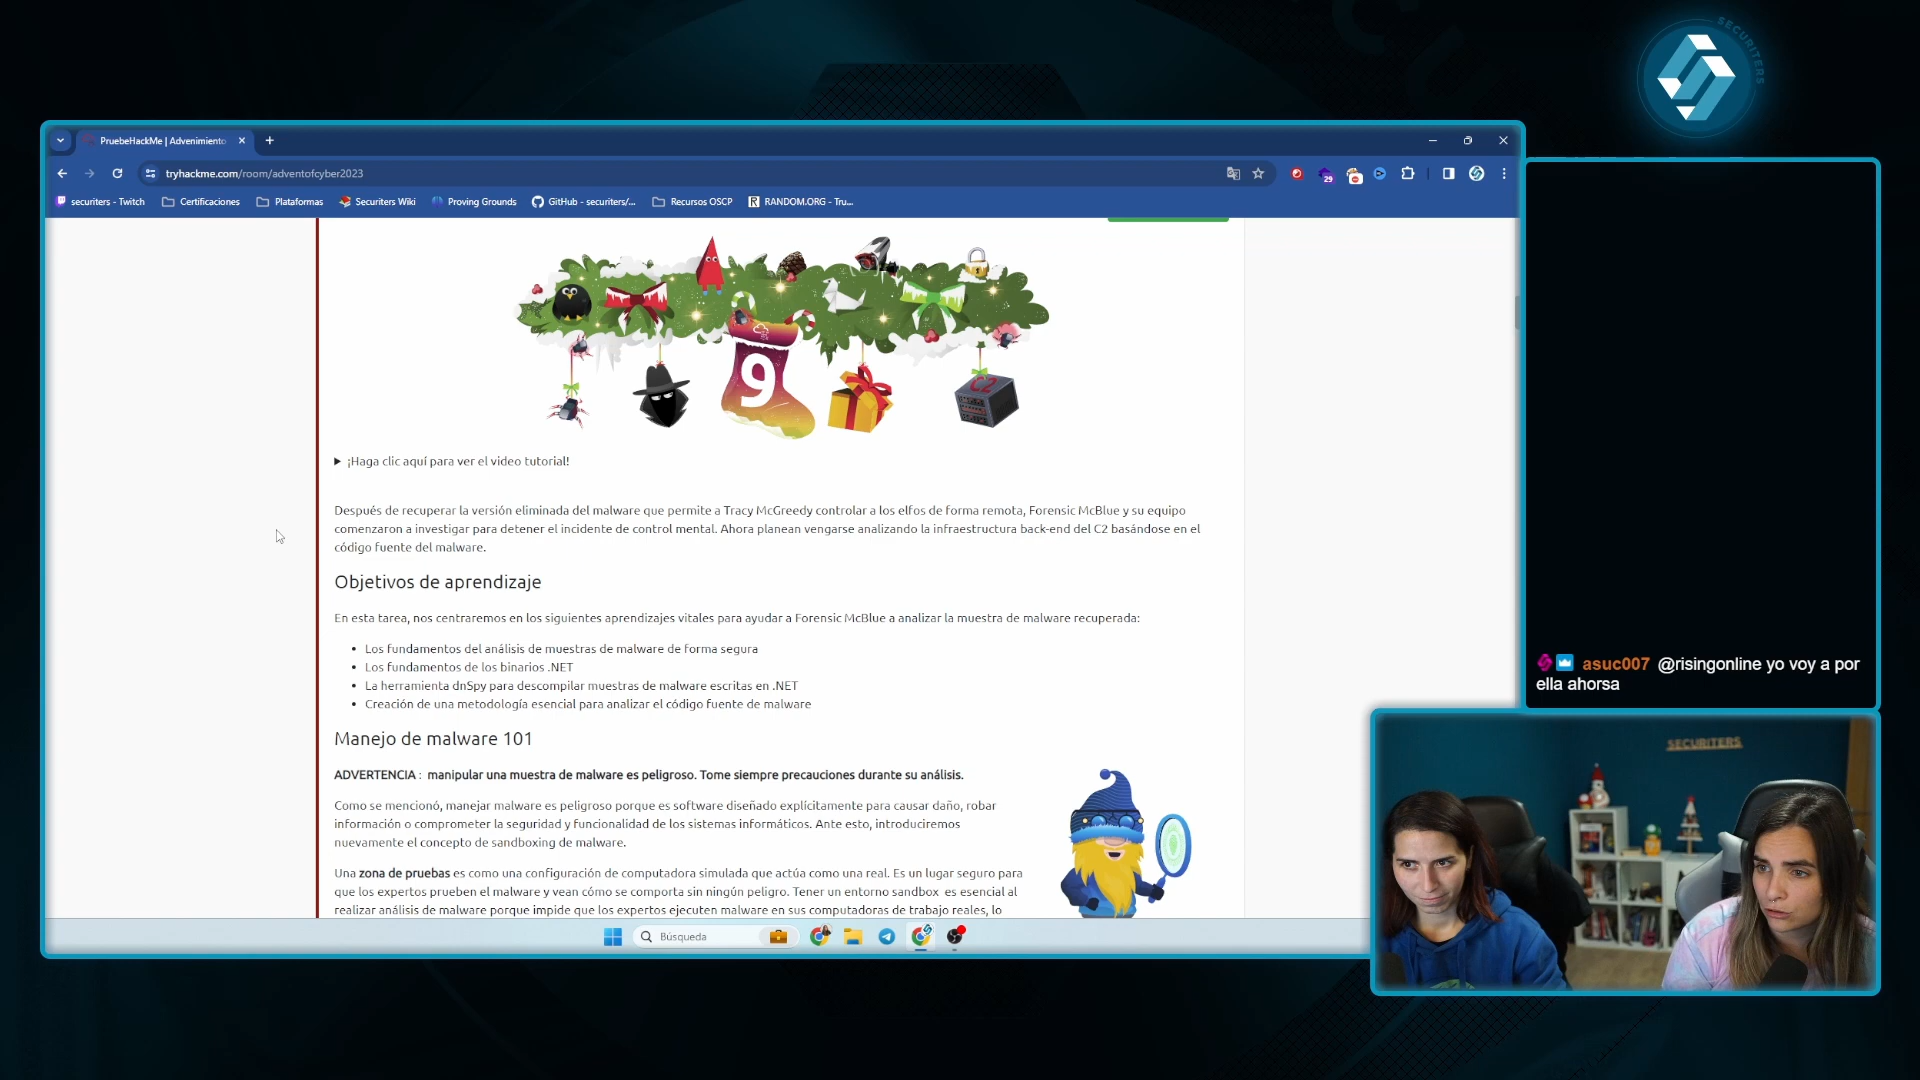 SECURITERS
PruebeHackMe | Advenimiento
tryhackme.com/room/adventofcyber2023
29
securiters - Twitch
Certificaciones
Plataformas
Securiters Wiki
Proving Grounds
GitHub - securiters/...
Recursos OSCP
RANDOM.ORG - Tru...
9
C2
¡Haga clic aquí para ver el video tutorial!
Después de recuperar la versión eliminada del malware que permite a Tracy McGreedy controlar a los elfos de forma remota, Forensic McBlue y su equipo
comenzaron a investigar para detener el incidente de control mental. Ahora planean vengarse analizando la infraestructura back-end del C2 basándose en el
código fuente del malware.
Objetivos de aprendizaje
En esta tarea, nos centraremos en los siguientes aprendizajes vitales para ayudar a Forensic McBlue a analizar la muestra de malware recuperada:
• Los fundamentos del análisis de muestras de malware de forma segura
• Los fundamentos de los binarios .NET
• La herramienta dnSpy para descompilar muestras de malware escritas en .NET
• Creación de una metodología esencial para analizar el código fuente de malware
Manejo de malware 101
ADVERTENCIA : manipular una muestra de malware es peligroso. Tome siempre precauciones durante su análisis.
Como se mencionó, manejar malware es peligroso porque es software diseñado explícitamente para causar daño, robar
información o comprometer la seguridad y funcionalidad de los sistemas informáticos. Ante esto, introduciremos
nuevamente el concepto de sandboxing de malware.
Una zona de pruebas es como una configuración de computadora simulada que actúa como una real. Es un lugar seguro para
que los expertos prueben el malware y vean cómo se comporta sin ningún peligro. Tener un entorno sandbox es esencial al
realizar análisis de malware porque impide que los expertos ejecuten malware en sus computadoras de trabajo reales, lo
Búsqueda
asuc007 @risingonline yo voy a por
ella ahorsa
SECURITERS